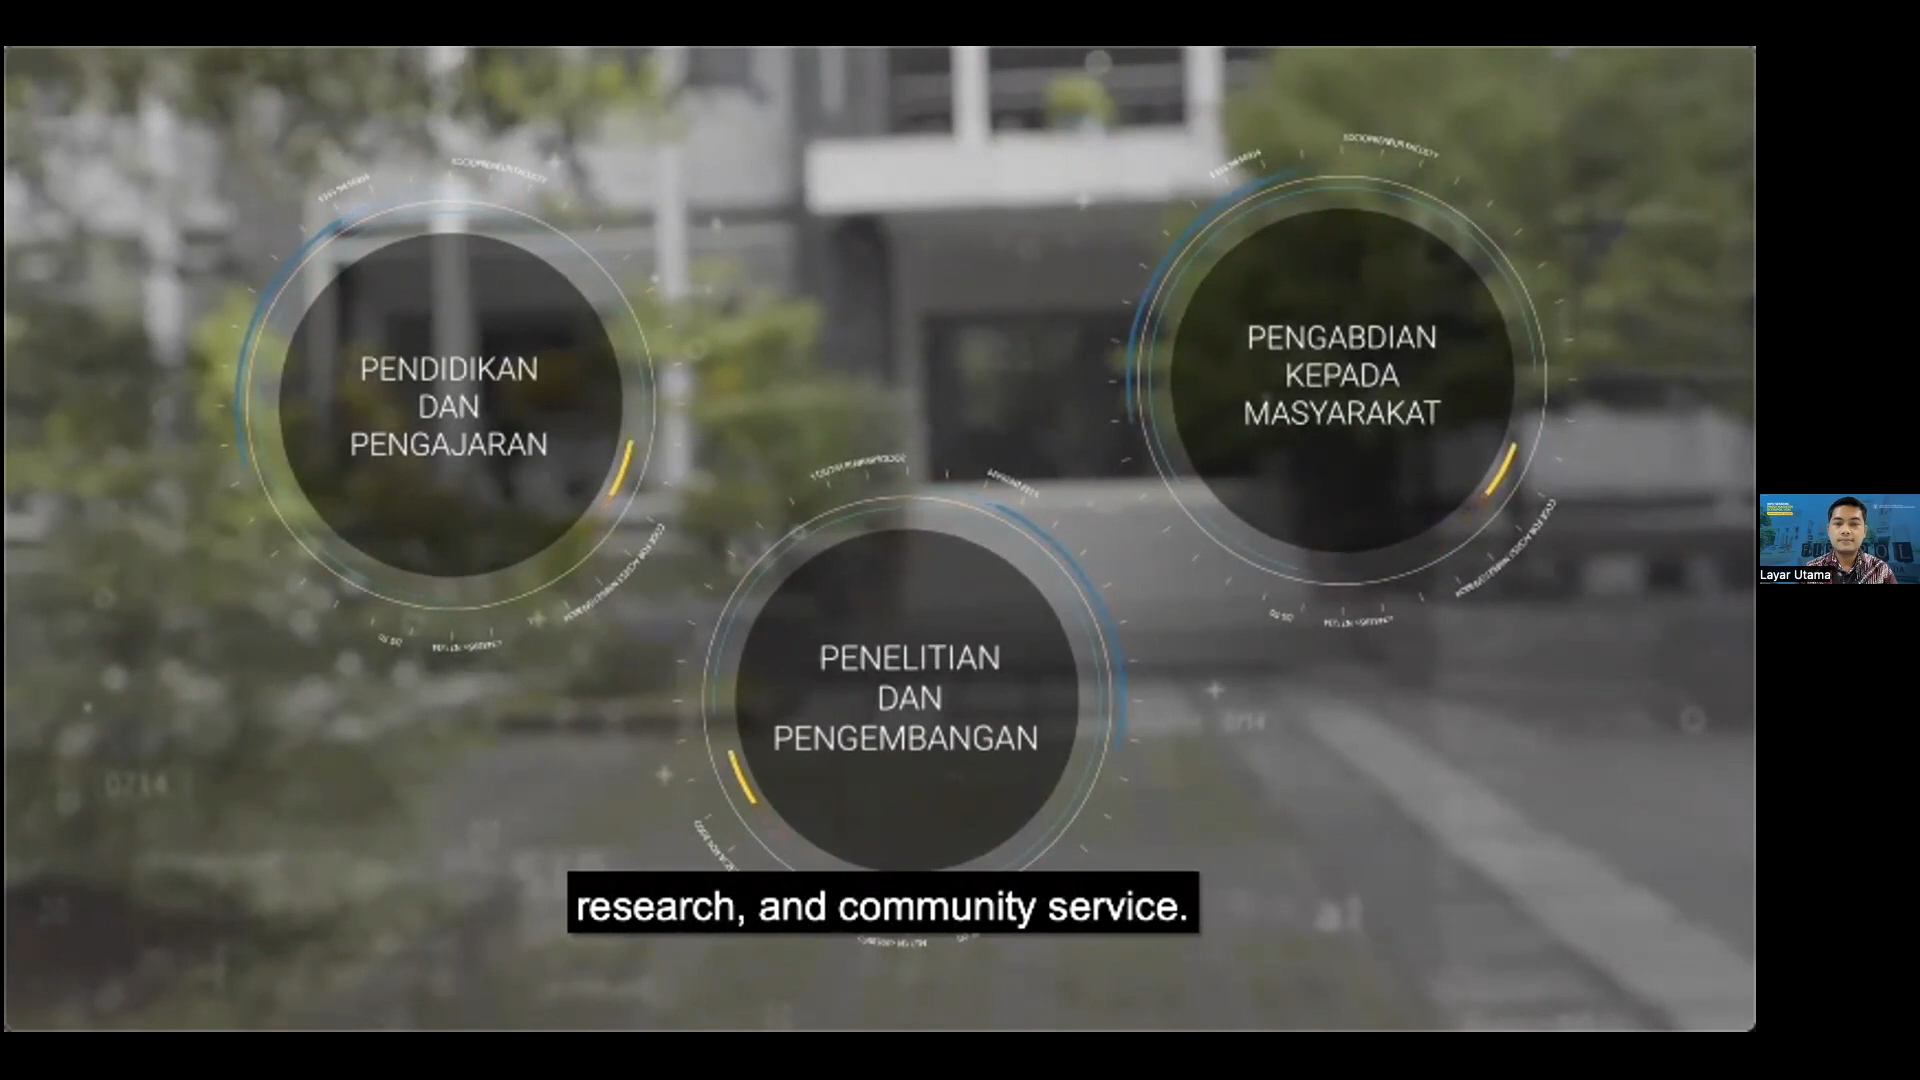 PENDIDIKAN
DAN
PENGAJARAN
PENGABDIAN
KEPADA
MASYARAKAT
PENELITIAN
DAN
PENGEMBANGAN
research, and community service.
Layar Utama